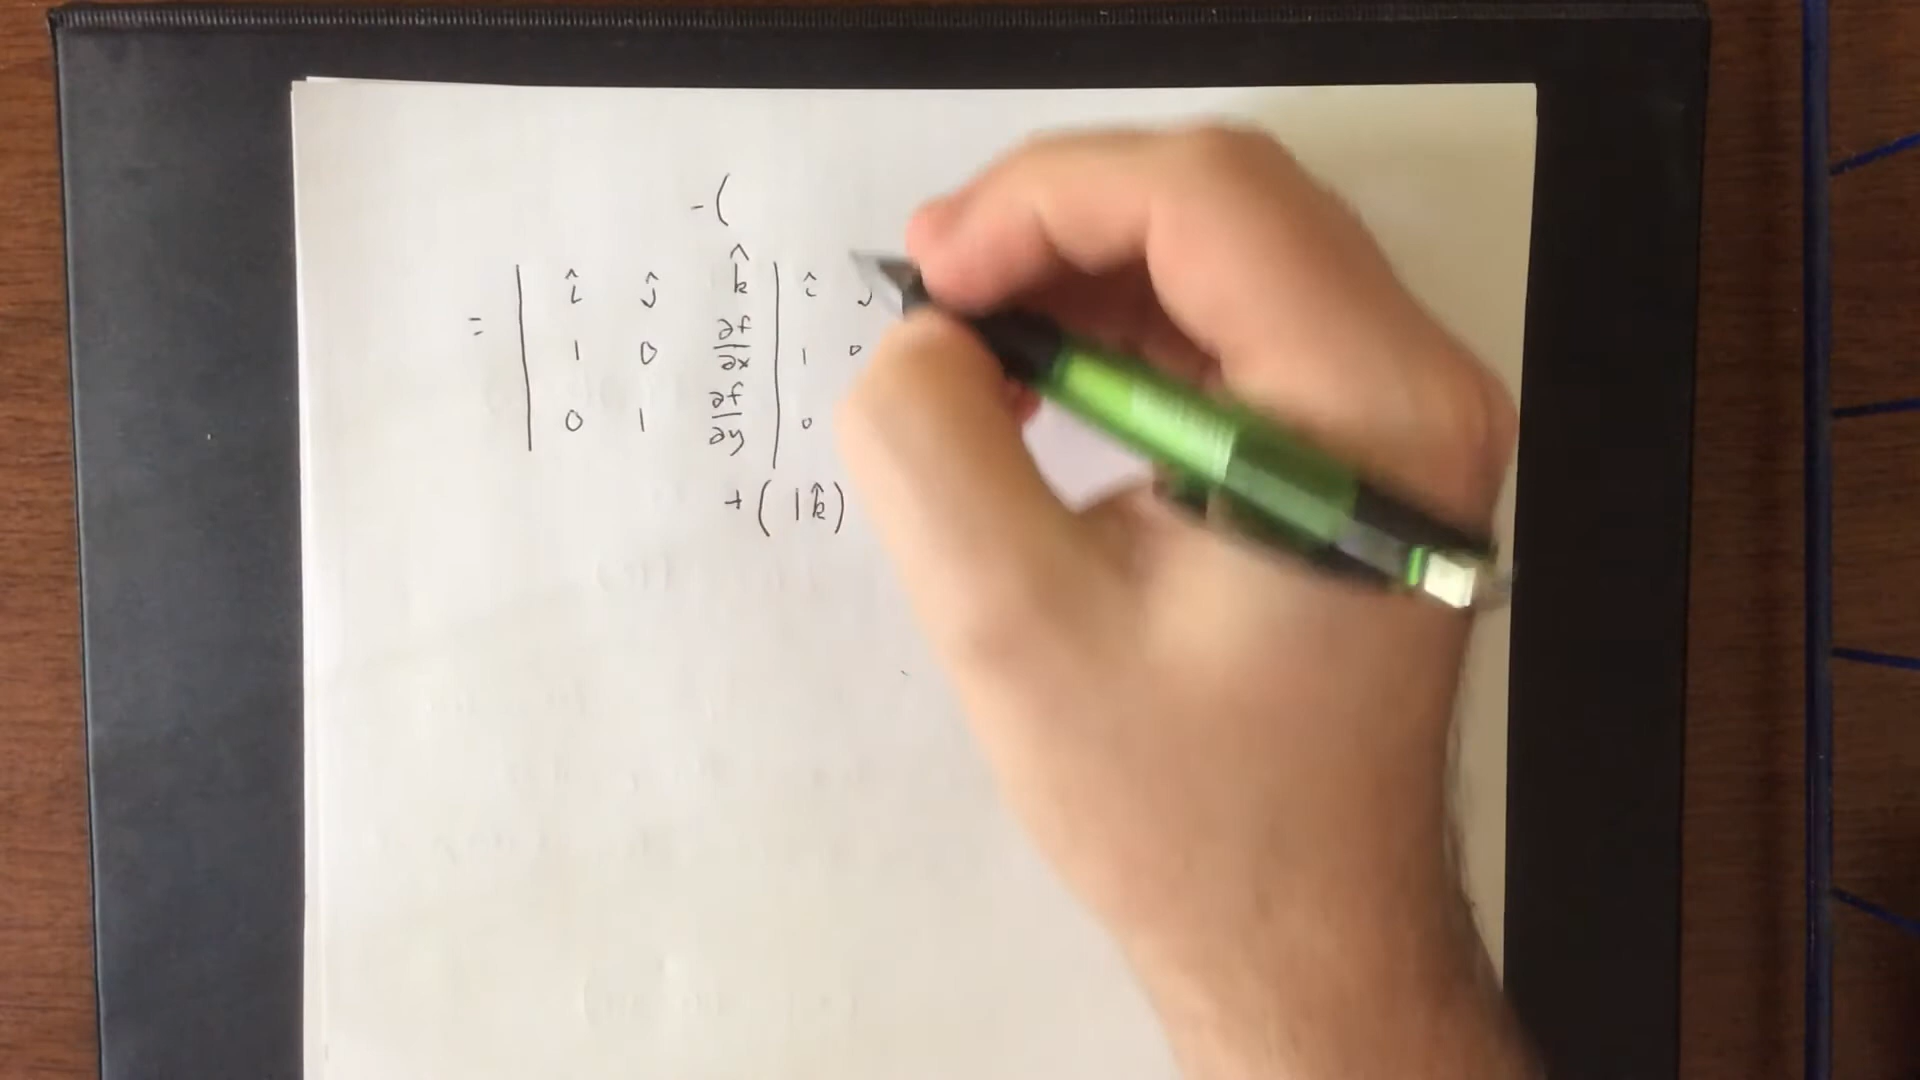 -(
= | î ĵ k̂ | î j
1 0 ∂f/∂x | 1 0
0 1 ∂f/∂y | 0
+ ( 1k̂ )